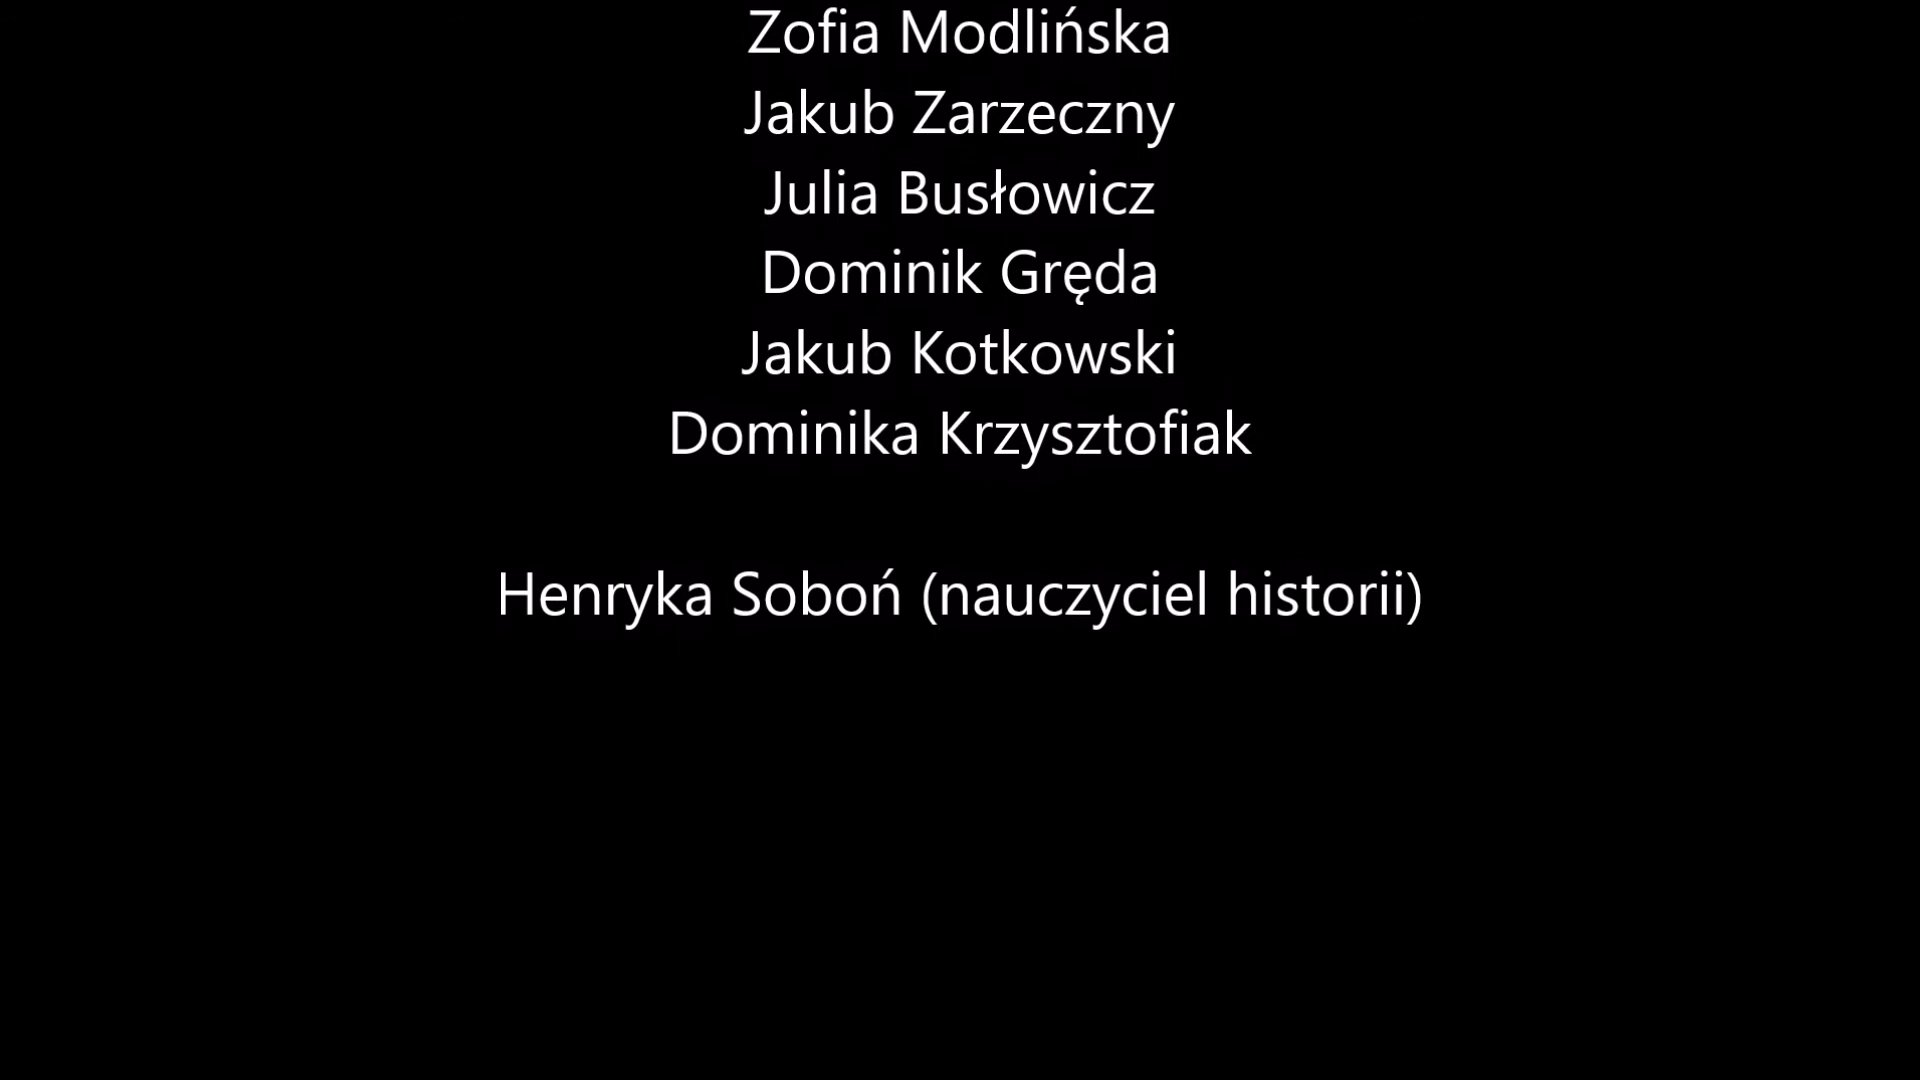 Zofia Modlińska
Jakub Zarzeczny
Julia Busłowicz
Dominik Gręda
Jakub Kotkowski
Dominika Krzysztofiak
Henryka Soboń (nauczyciel historii)